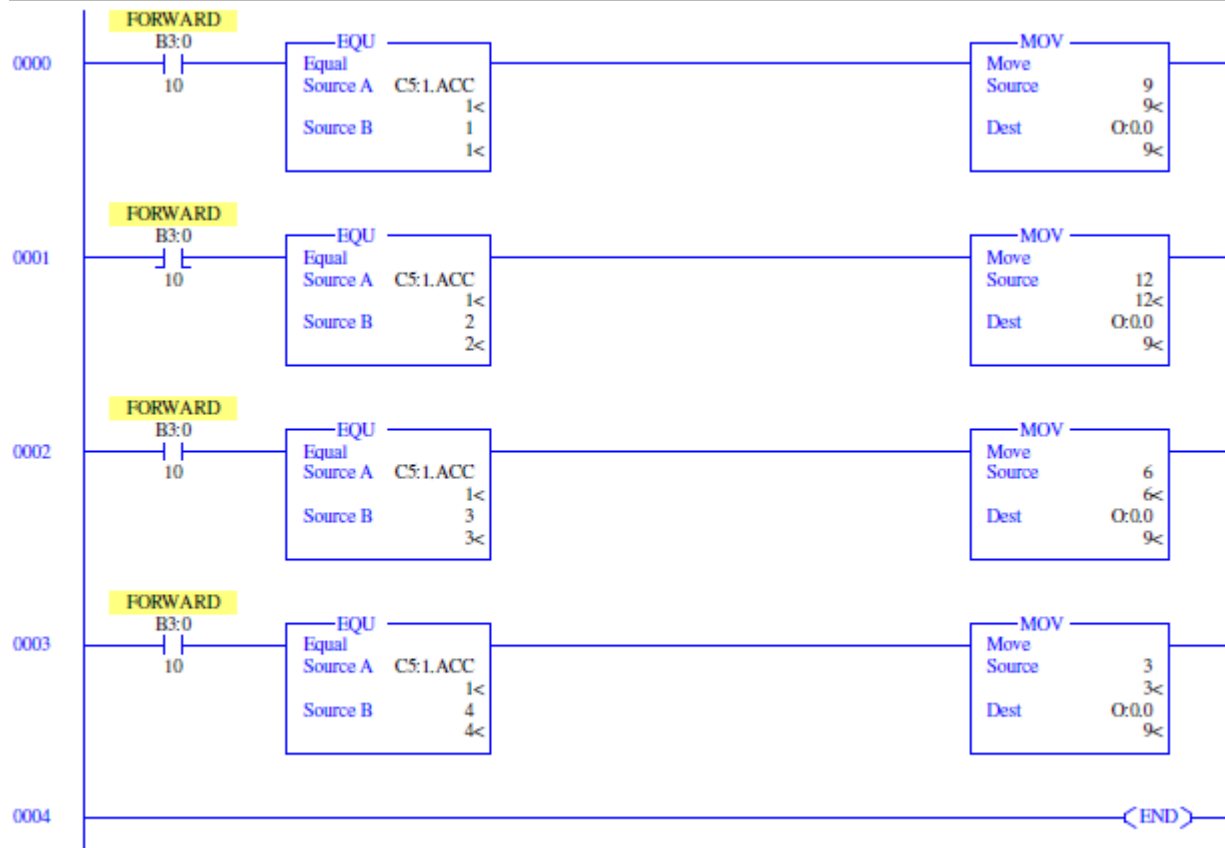 FORWARD
B3:0
10
0000
EQU
Equal
Source A C5:1.ACC
1<
Source B 1
1<
MOV
Move
Source 9
9<
Dest O:0.0
9<
FORWARD
B3:0
10
0001
EQU
Equal
Source A C5:1.ACC
1<
Source B 2
2<
MOV
Move
Source 12
12<
Dest O:0.0
9<
FORWARD
B3:0
10
0002
EQU
Equal
Source A C5:1.ACC
1<
Source B 3
3<
MOV
Move
Source 6
6<
Dest O:0.0
9<
FORWARD
B3:0
10
0003
EQU
Equal
Source A C5:1.ACC
1<
Source B 4
4<
MOV
Move
Source 3
3<
Dest O:0.0
9<
0004
END